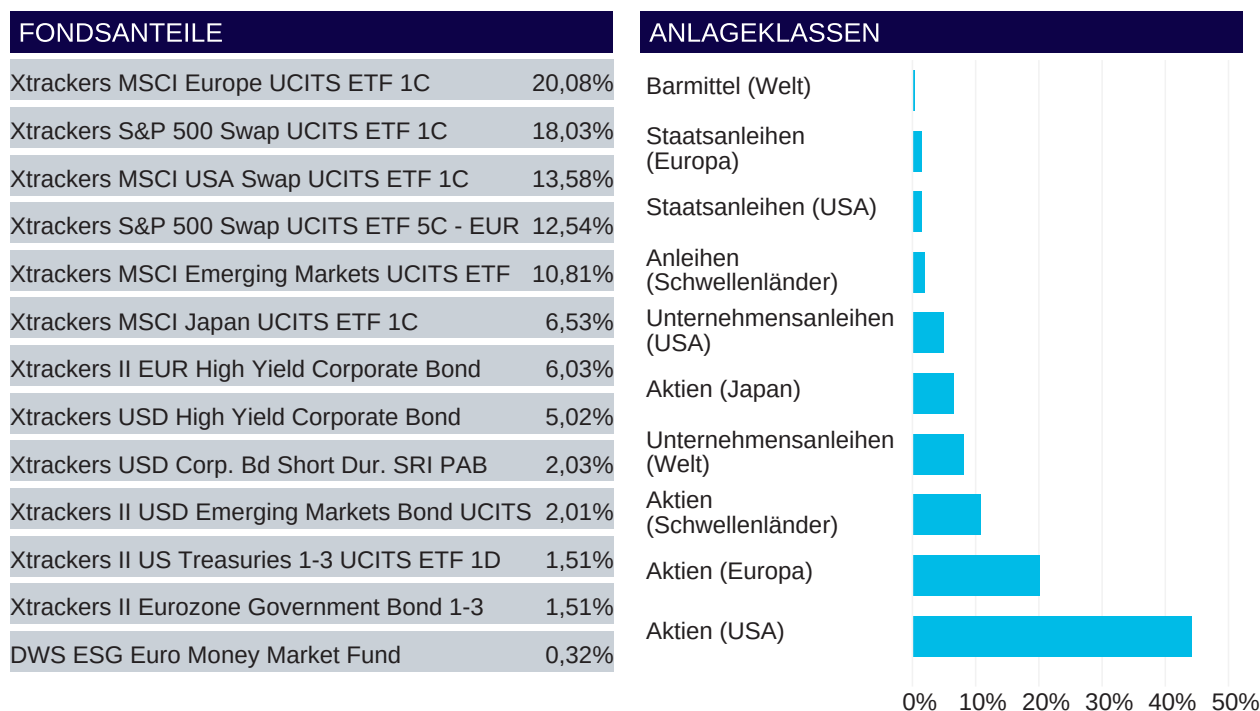 FONDSANTEILE
Xtrackers MSCI Europe UCITS ETF 1C 20,08%
Xtrackers S&P 500 Swap UCITS ETF 1C 18,03%
Xtrackers MSCI USA Swap UCITS ETF 1C 13,58%
Xtrackers S&P 500 Swap UCITS ETF 5C - EUR 12,54%
Xtrackers MSCI Emerging Markets UCITS ETF 10,81%
Xtrackers MSCI Japan UCITS ETF 1C 6,53%
Xtrackers II EUR High Yield Corporate Bond 6,03%
Xtrackers USD High Yield Corporate Bond 5,02%
Xtrackers USD Corp. Bd Short Dur. SRI PAB 2,03%
Xtrackers II USD Emerging Markets Bond UCITS 2,01%
Xtrackers II US Treasuries 1-3 UCITS ETF 1D 1,51%
Xtrackers II Eurozone Government Bond 1-3 1,51%
DWS ESG Euro Money Market Fund 0,32%
ANLAGEKLASSEN
Barmittel (Welt)
Staatsanleihen
(Europa)
Staatsanleihen (USA)
Anleihen
(Schwellenländer)
Unternehmensanleihen
(USA)
Aktien (Japan)
Unternehmensanleihen
(Welt)
Aktien
(Schwellenländer)
Aktien (Europa)
Aktien (USA)
0% 10% 20% 30% 40% 50%